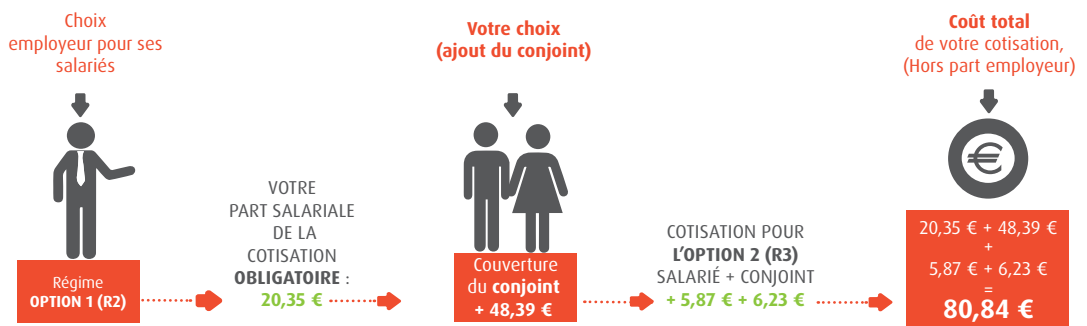 Choix
employeur pour ses
salariés
Régime
OPTION 1 (R2)
VOTRE
PART SALARIALE
DE LA
COTISATION
OBLIGATOIRE :
20,35 €
Votre choix
(ajout du conjoint)
Couverture
du conjoint
+ 48,39 €
COTISATION POUR
L'OPTION 2 (R3)
SALARIÉ + CONJOINT
+ 5,87 € + 6,23 €
Coût total
de votre cotisation,
(Hors part employeur)
€
20,35 € + 48,39 €
+
5,87 € + 6,23 €
=
80,84 €